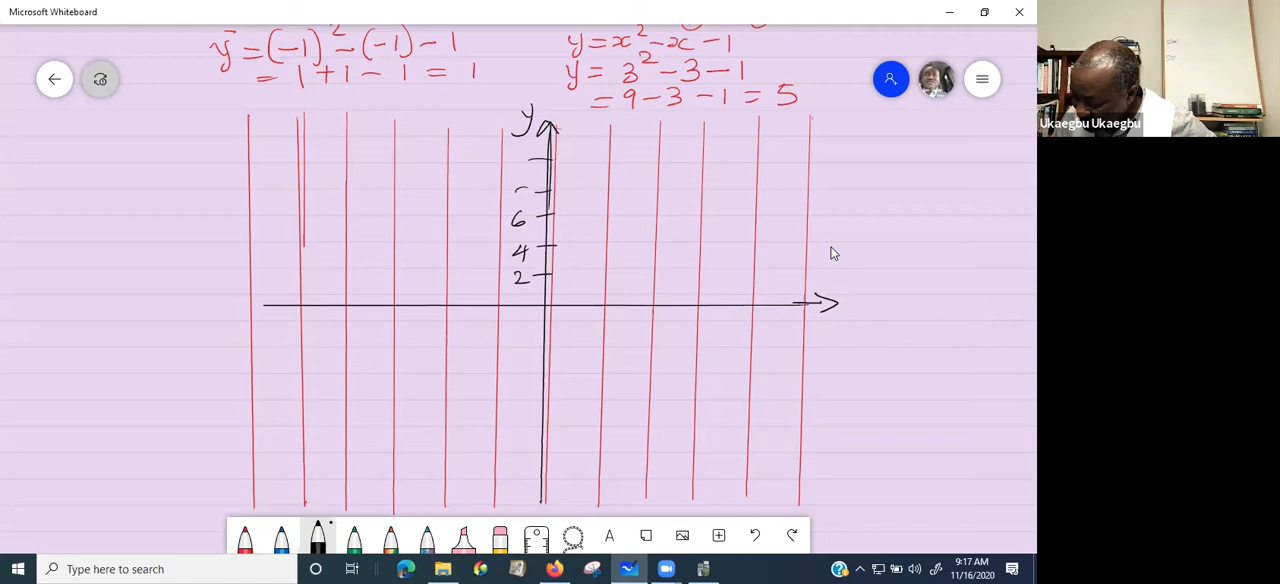 Microsoft Whiteboard
y = (-1)² - (-1) - 1
= 1 + 1 - 1 = 1
y = x² - x - 1
y = 3² - 3 - 1
= 9 - 3 - 1 = 5
y
6
4
2
Ukaegbu Ukaegbu
A
Type here to search
9:17 AM
11/16/2020